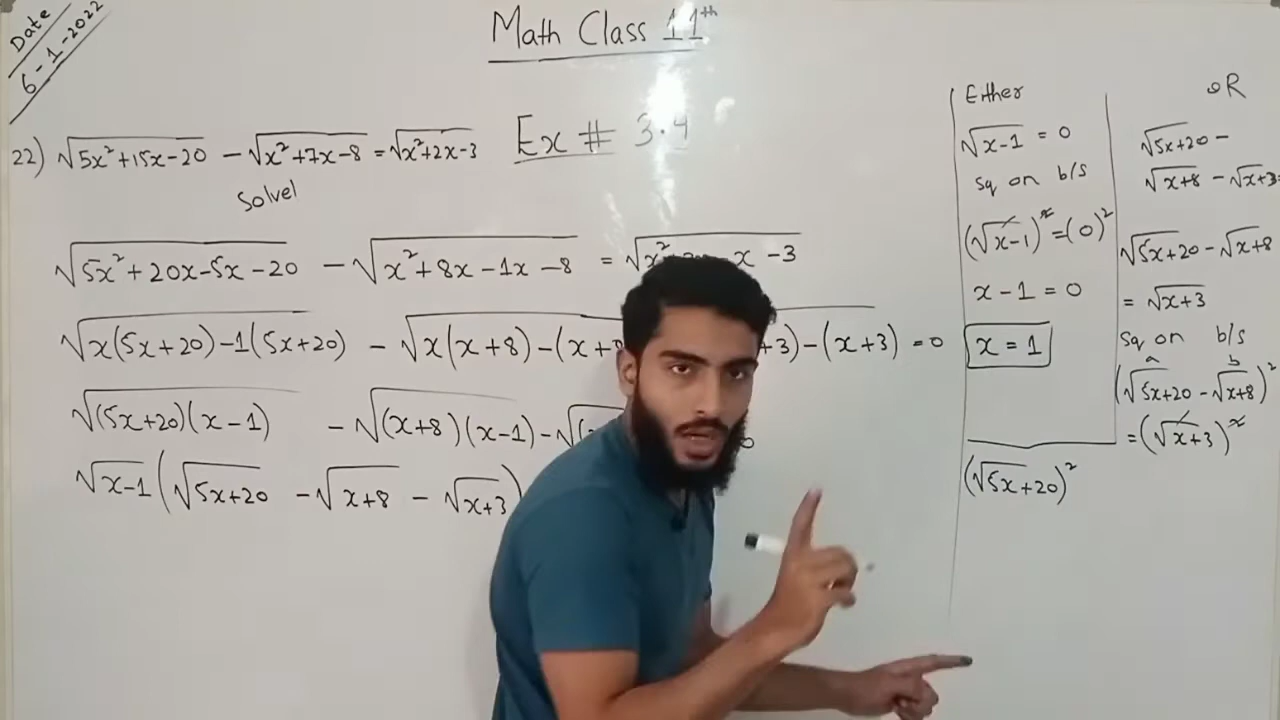 Date
6-1-2022
Math Class 11th
Ex # 3.4
22) √(5x²+15x-20) - √(x²+7x-8) = √(x²+2x-3)
Solve
√(5x²+20x-5x-20) - √(x²+8x-1x-8) = √(x² x-3)
√(x(5x+20)-1(5x+20)) - √(x(x+8)-(x+ +3)-(x+3) = 0
√((5x+20)(x-1)) - √((x+8)(x-1)) - √(
√(x-1) (√(5x+20) - √(x+8) - √(x+3))
Either
√(x-1) = 0
Sq on b/s
(√(x-1))² = (0)²
x-1 = 0
x = 1
OR
√(5x+20) -
√(x+8) - √(x+3)
√(5x+20) - √(x+8)
= √(x+3)
Sq on b/s
a b
(√(5x+20) - √(x+8))²
= (√(x+3))²
(√(5x+20))²